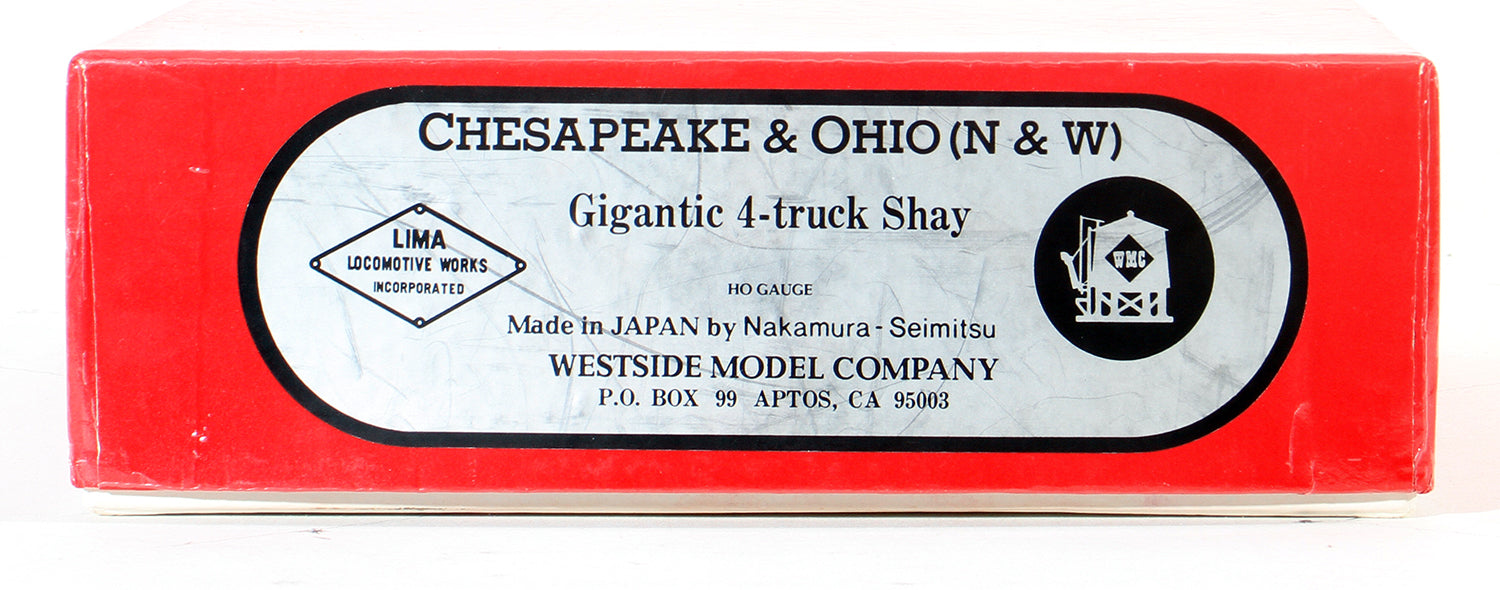 CHESAPEAKE & OHIO (N & W)
Gigantic 4-truck Shay
LIMA
LOCOMOTIVE WORKS
INCORPORATED
WMC
HO GAUGE
Made in JAPAN by Nakamura - Seimitsu
WESTSIDE MODEL COMPANY
P.O. BOX 99 APTOS, CA 95003